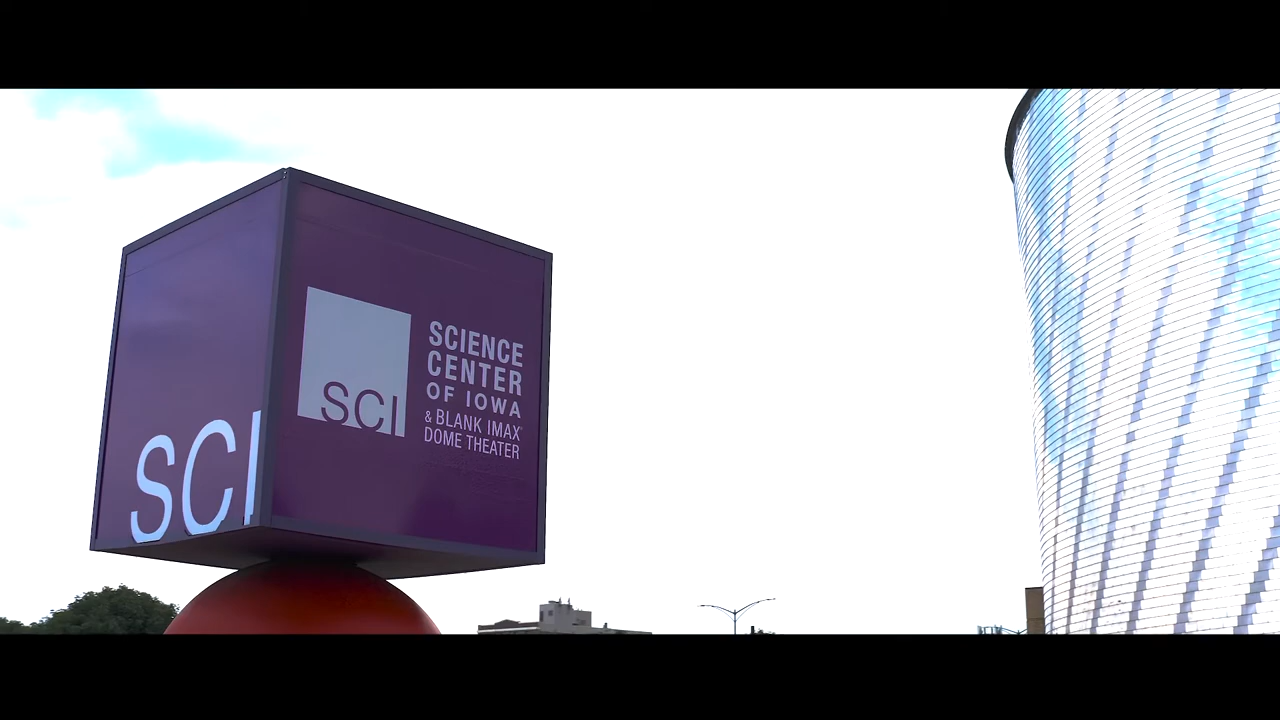 SCI
SCI
SCIENCE
CENTER
OF IOWA
& BLANK IMAX®
DOME THEATER